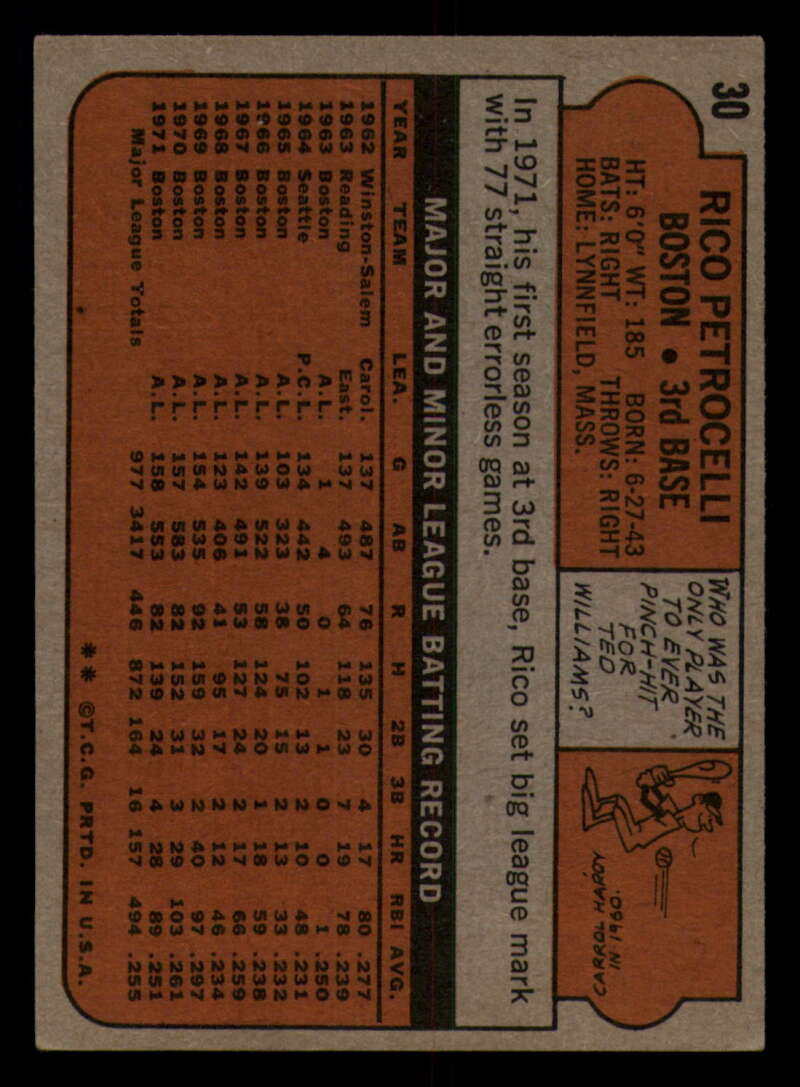 30
RICO PETROCELLI
BOSTON • 3rd BASE
HT: 6'0" WT: 185 BORN: 6-27-43
BATS: RIGHT THROWS: RIGHT
HOME: LYNNFIELD, MASS.
WHO WAS THE
ONLY PLAYER
TO EVER
PINCH-HIT
FOR
TED
WILLIAMS?
CARROLL HARDY
IN 1960.
In 1971, his first season at 3rd base, Rico set big league mark
with 77 straight errorless games.
MAJOR AND MINOR LEAGUE BATTING RECORD
YEAR TEAM LEA. G AB R H 2B 3B HR RBI AVG.
1962 Winston-Salem Carol. 137 487 76 135 30 4 17 80 .277
1963 Reading East. 137 493 64 118 23 7 19 78 .239
1963 Boston A.L. 1 4 0 1 1 0 0 1 .250
1964 Seattle P.C.L. 134 442 50 102 13 2 10 48 .231
1965 Boston A.L. 103 323 38 75 15 2 13 33 .232
1966 Boston A.L. 139 522 58 124 20 1 18 59 .238
1967 Boston A.L. 142 491 53 127 24 2 17 66 .259
1968 Boston A.L. 123 406 41 95 17 2 12 46 .234
1969 Boston A.L. 154 535 92 159 32 2 40 97 .297
1970 Boston A.L. 157 583 82 152 31 3 29 103 .261
1971 Boston A.L. 158 553 82 139 24 4 28 89 .251
Major League Totals 977 3417 446 872 164 16 157 494 .255
** ©T.C.G. PRTD. IN U.S.A.